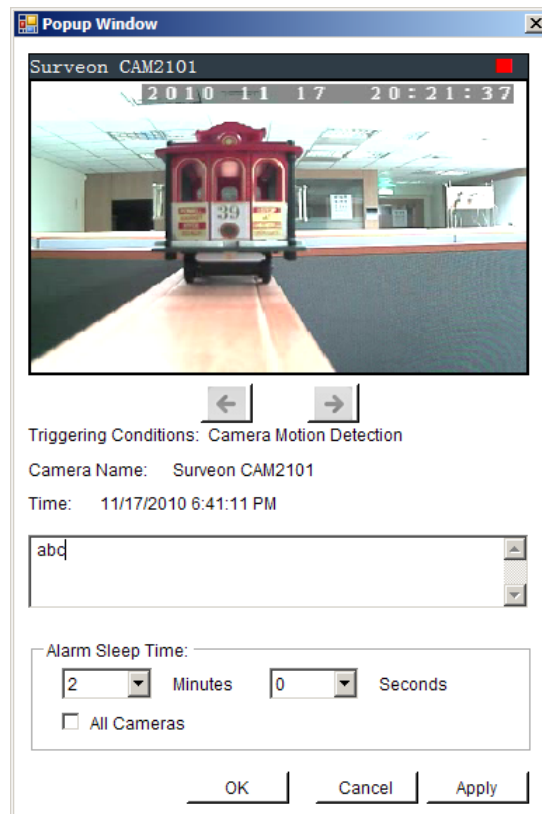 Popup Window
Surveon CAM2101
2010 11 17 20:21:37
39
Triggering Conditions: Camera Motion Detection
Camera Name: Surveon CAM2101
Time: 11/17/2010 6:41:11 PM
abc
Alarm Sleep Time:
2 Minutes 0 Seconds
All Cameras
OK Cancel Apply